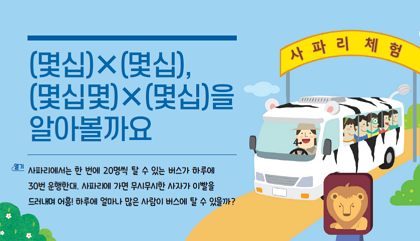 사파리 체험
(몇십)×(몇십),
(몇십몇)×(몇십)을
알아볼까요
열기
사파리에서는 한 번에 20명씩 탈 수 있는 버스가 하루에
30번 운행한대. 사파리에 가면 무시무시한 사자가 이빨을
드러내며 어흥! 하루에 얼마나 많은 사람이 버스에 탈 수 있을까?